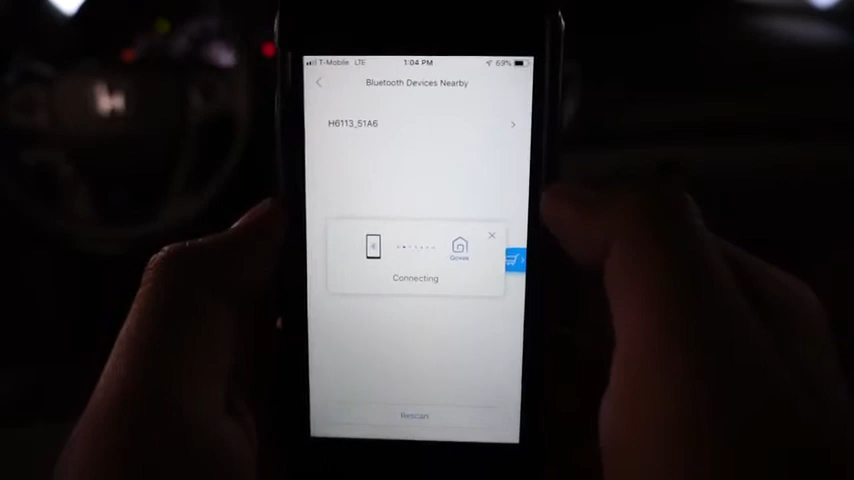 T-Mobile LTE 1:04 PM 69%
Bluetooth Devices Nearby
H6113_51A6
Govee
Connecting
Rescan